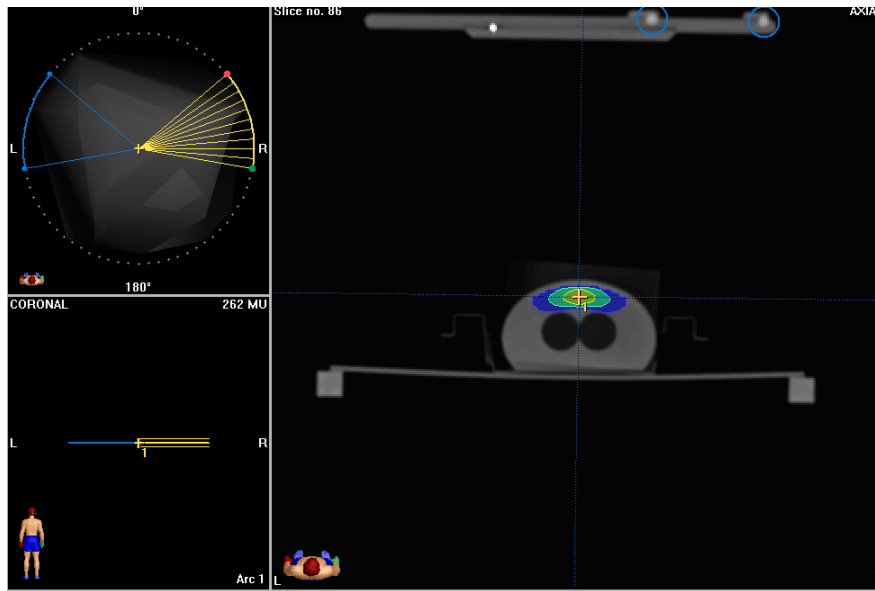 0°
L
R
180°
CORONAL
262 MU
L
R
1
Arc 1
Slice no. 86
AXIA
1
L